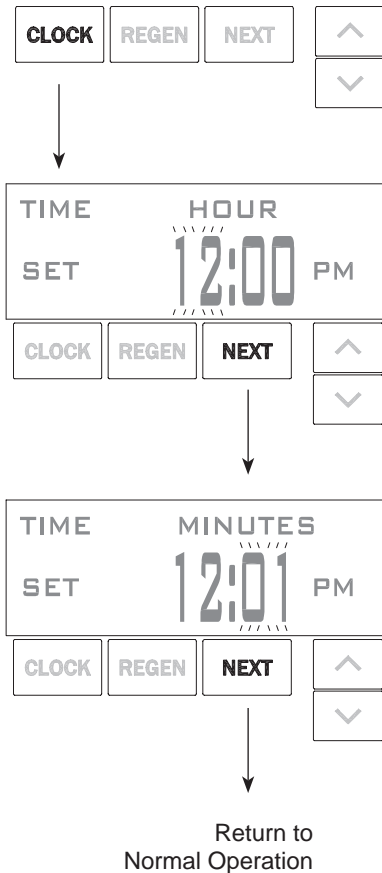 CLOCK REGEN NEXT
TIME HOUR
SET 12:00 PM
CLOCK REGEN NEXT
TIME MINUTES
SET 12:01 PM
CLOCK REGEN NEXT
Return to
Normal Operation